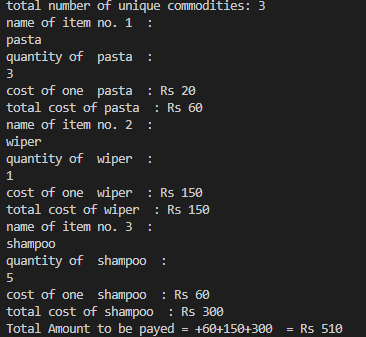 total number of unique commodities: 3
name of item no. 1  :
pasta
quantity of  pasta  :
3
cost of one  pasta  : Rs 20
total cost of pasta  : Rs 60
name of item no. 2  :
wiper
quantity of  wiper  :
1
cost of one  wiper  : Rs 150
total cost of wiper  : Rs 150
name of item no. 3  :
shampoo
quantity of  shampoo  :
5
cost of one  shampoo  : Rs 60
total cost of shampoo  : Rs 300
Total Amount to be payed = +60+150+300  = Rs 510